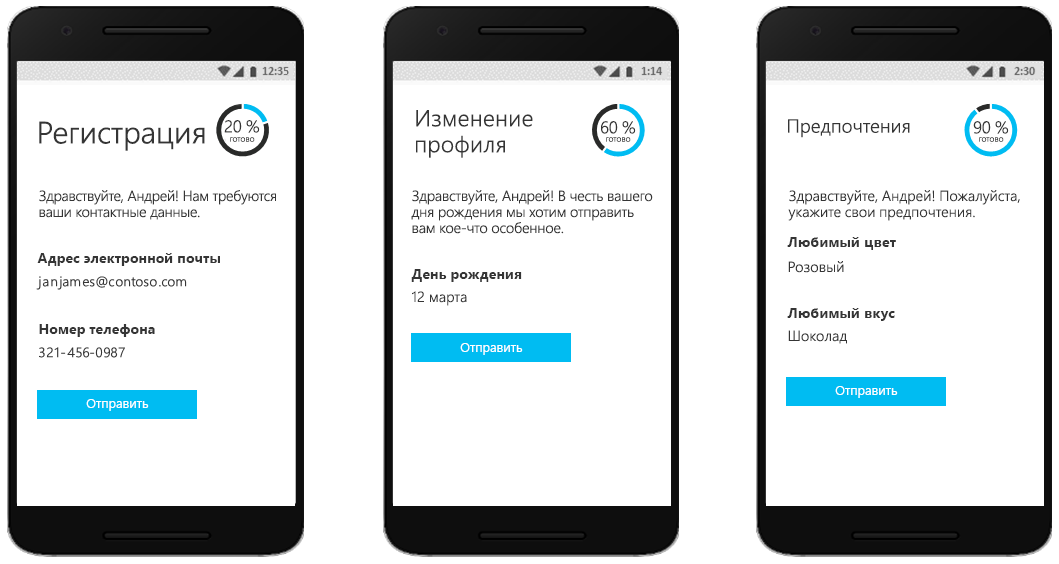 12:35
Регистрация
20 %
готово
Здравствуйте, Андрей! Нам требуются
ваши контактные данные.
Адрес электронной почты
janjames@contoso.com
Номер телефона
321-456-0987
Отправить
1:14
Изменение
профиля
60 %
готово
Здравствуйте, Андрей! В честь вашего
дня рождения мы хотим отправить
вам кое-что особенное.
День рождения
12 марта
Отправить
2:30
Предпочтения
90 %
готово
Здравствуйте, Андрей! Пожалуйста,
укажите свои предпочтения.
Любимый цвет
Розовый
Любимый вкус
Шоколад
Отправить